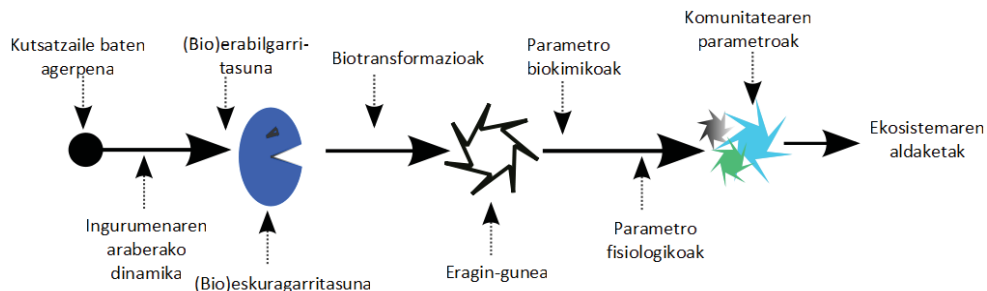 Kutsatzaile baten
agerpena
(Bio)erabilgarri-
tasuna
Biotransformazioak
Parametro
biokimikoak
Komunitatearen
parametroak
Ekosistemaren
aldaketak
Ingurumenaren
araberako
dinamika
(Bio)eskuragarritasuna
Eragin-gunea
Parametro
fisiologikoak